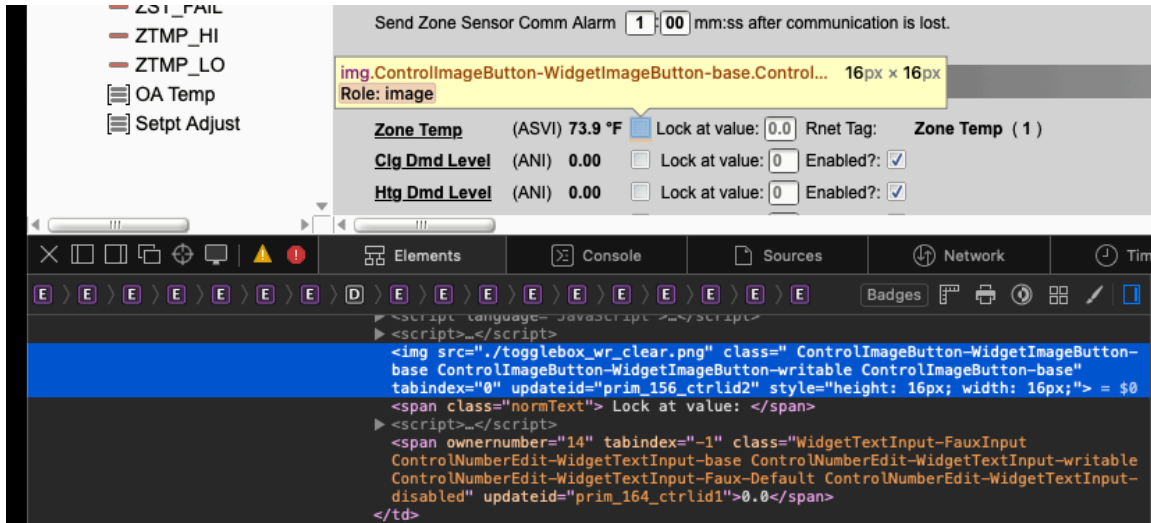 ZST_FAIL
ZTMP_HI
ZTMP_LO
OA Temp
Setpt Adjust
Send Zone Sensor Comm Alarm 1 : 00 mm:ss after communication is lost.
img.ControlImageButton-WidgetImageButton-base.Control... 16px × 16px
Role: image
Zone Temp (ASVI) 73.9 °F Lock at value: 0.0 Rnet Tag: Zone Temp ( 1 )
Clg Dmd Level (ANI) 0.00 Lock at value: 0 Enabled?:
Htg Dmd Level (ANI) 0.00 Lock at value: 0 Enabled?:
Elements Console Sources Network Tim
E E E E E E E D E E E E E E E E E E Badges
<script language="JavaScript">…</script>
<script>…</script>
<img src="./togglebox_wr_clear.png" class=" ControlImageButton-WidgetImageButton-
base ControlImageButton-WidgetImageButton-writable ControlImageButton-base"
tabindex="0" updateid="prim_156_ctrlid2" style="height: 16px; width: 16px;"> = $0
<span class="normText"> Lock at value: </span>
<script>…</script>
<span ownernumber="14" tabindex="-1" class="WidgetTextInput-FauxInput
ControlNumberEdit-WidgetTextInput-base ControlNumberEdit-WidgetTextInput-writable
ControlNumberEdit-WidgetTextInput-Faux-Default ControlNumberEdit-WidgetTextInput-
disabled" updateid="prim_164_ctrlid1">0.0</span>
</td>